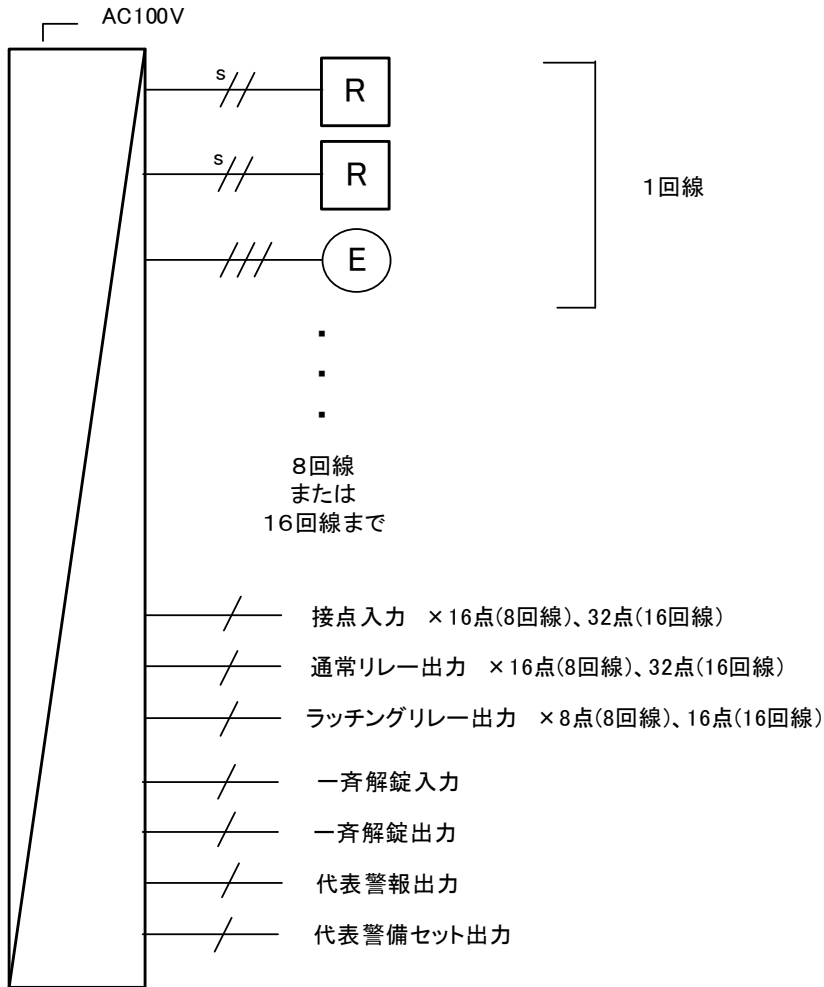 AC100V
s
R
s
R
1回線
E
8回線
または
16回線まで
接点入力 ×16点(8回線)、32点(16回線)
通常リレー出力 ×16点(8回線)、32点(16回線)
ラッチングリレー出力 ×8点(8回線)、16点(16回線)
一斉解錠入力
一斉解錠出力
代表警報出力
代表警備セット出力